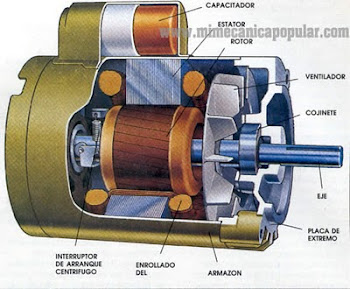 CAPACITADOR
www.mimecanicapopular.com
ESTATOR
ROTOR
VENTILADOR
COJINETE
EJE
PLACA DE
EXTREMO
INTERRUPTOR
DE ARRANQUE
CENTRIFUGO
ENROLLADO
DEL
ARMAZON